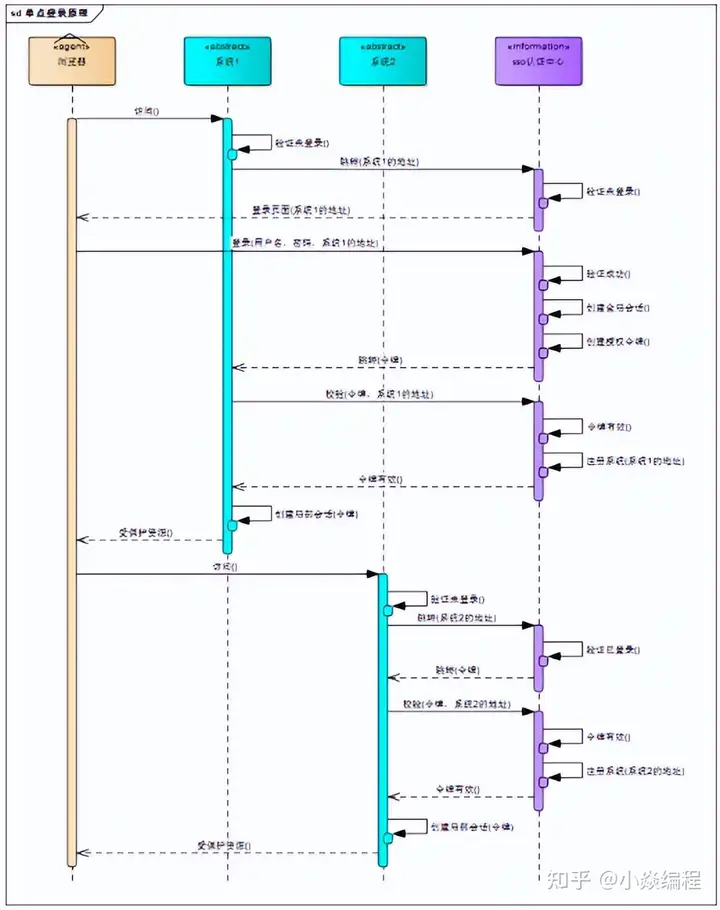 sd 单点登录原理
«agent»
浏览器
«abstract»
系统1
«abstract»
系统2
«information»
sso认证中心
访问()
验证未登录()
跳转(系统1的地址)
验证未登录()
登录页面(系统1的地址)
登录(用户名、密码、系统1的地址)
验证成功()
创建全局会话()
创建授权令牌()
跳转(令牌)
校验(令牌、系统1的地址)
令牌有效()
注册系统(系统1的地址)
令牌有效()
创建局部会话(令牌)
受保护资源()
访问()
验证未登录()
跳转(系统2的地址)
验证已登录()
跳转(令牌)
校验(令牌、系统2的地址)
令牌有效()
注册系统(系统2的地址)
令牌有效()
创建局部会话(令牌)
受保护资源()
知乎 @小焱编程